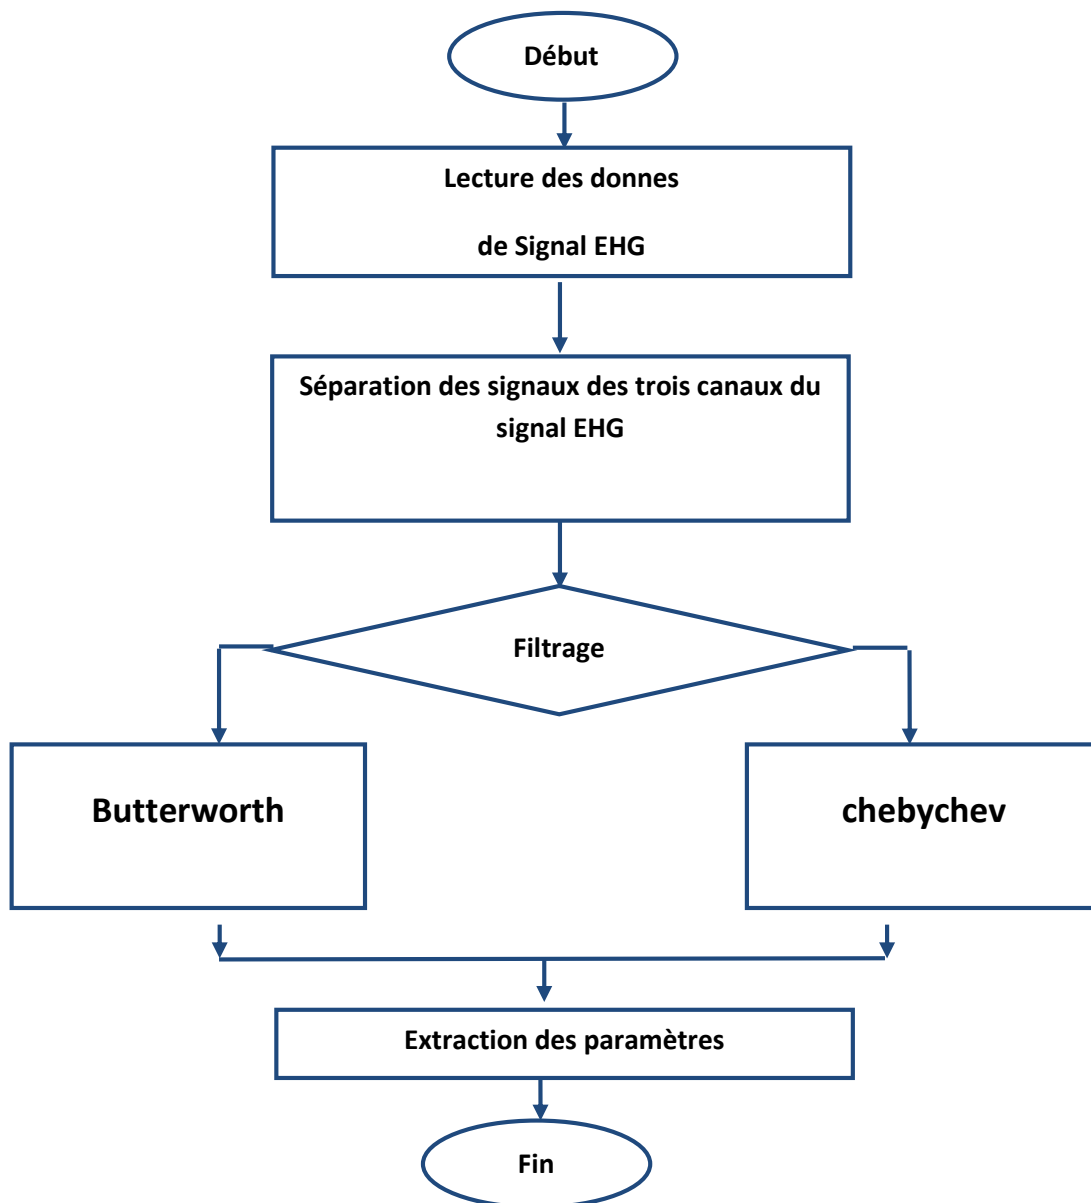 Début
Lecture des donnes
de Signal EHG
Séparation des signaux des trois canaux du
signal EHG
Filtrage
Butterworth
chebychev
Extraction des paramètres
Fin